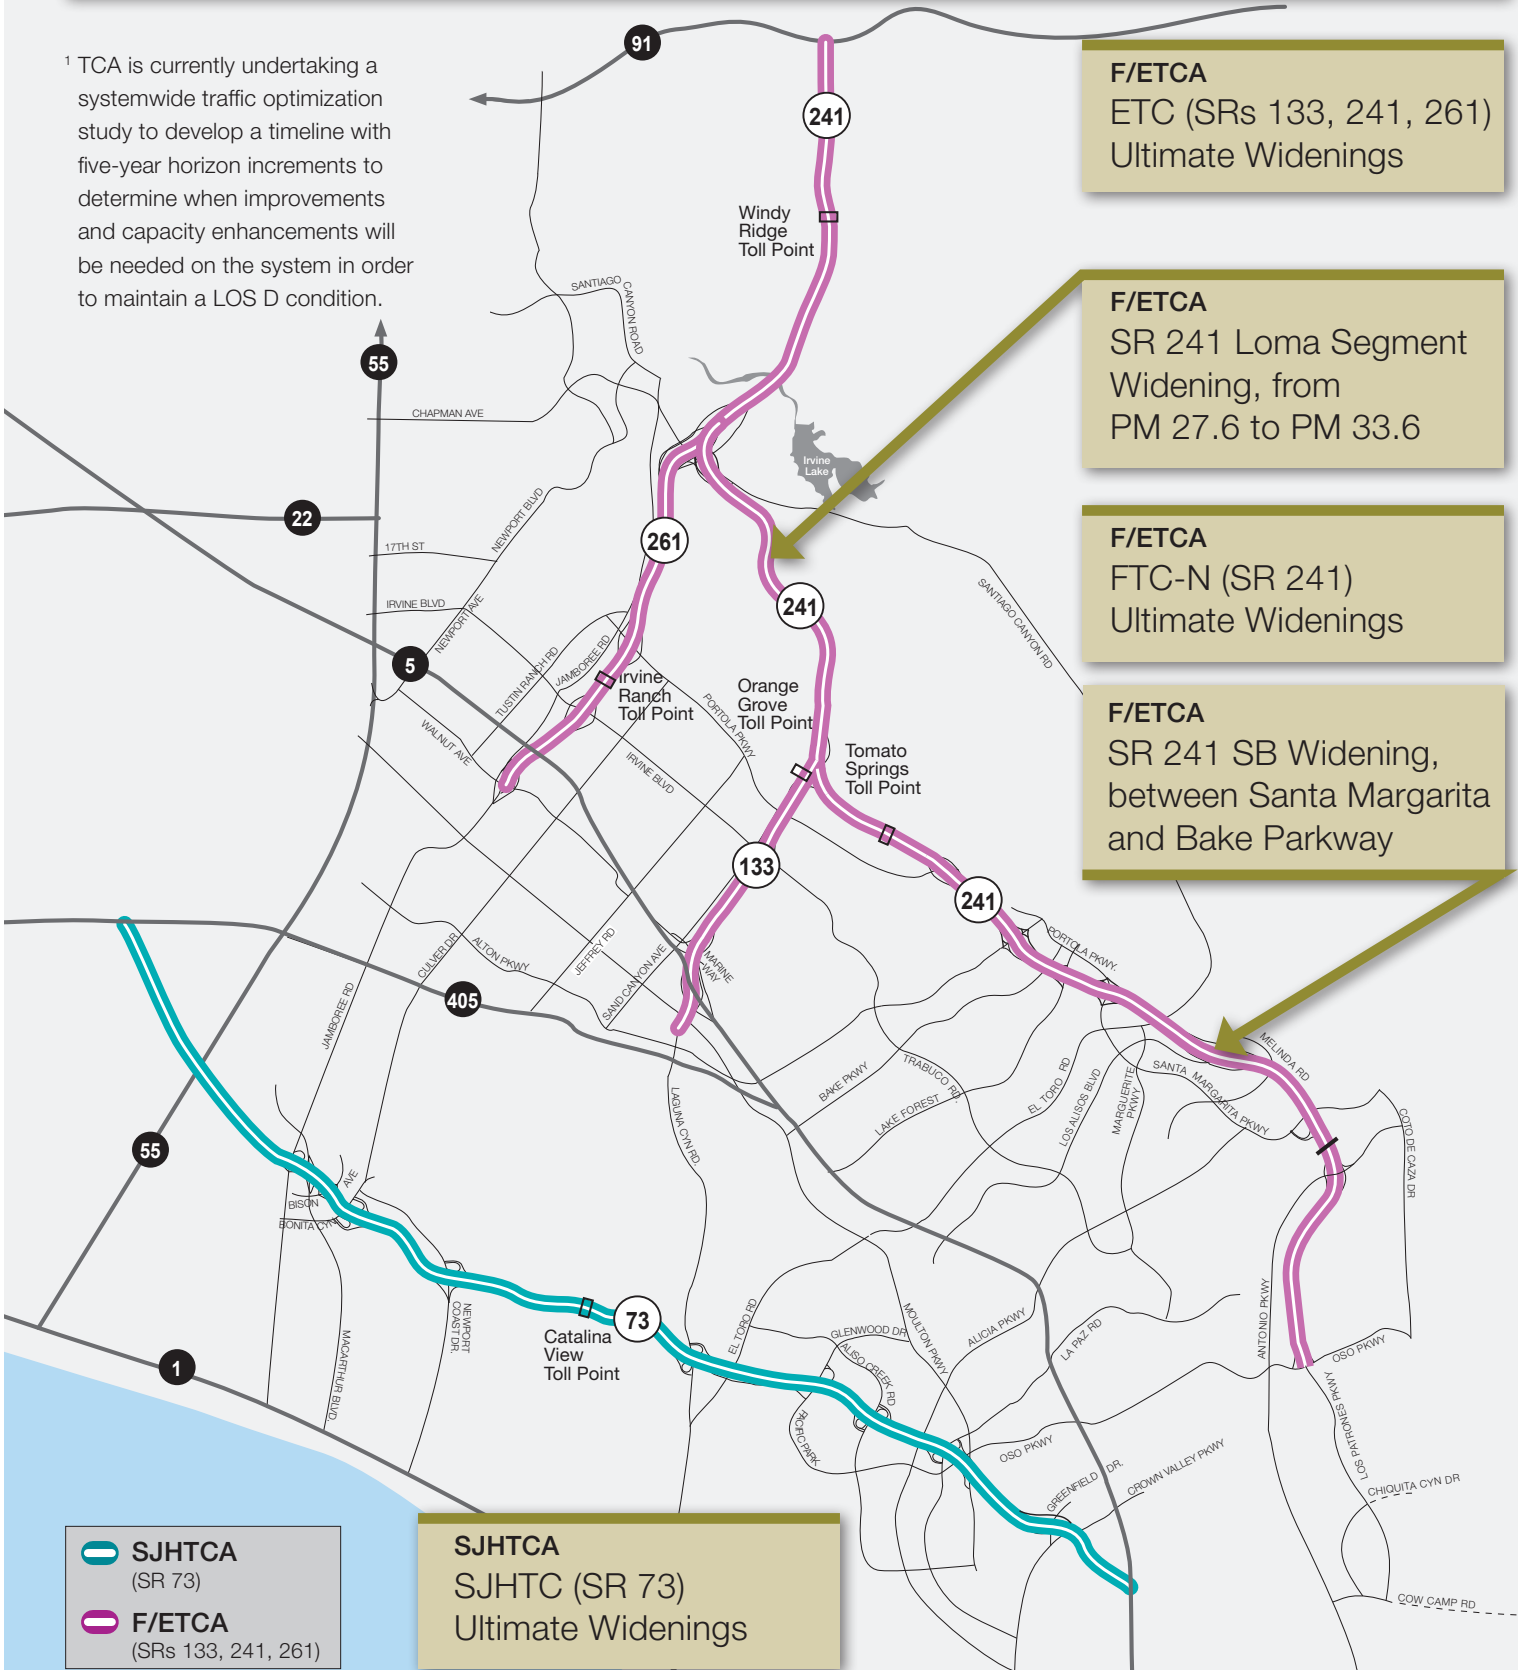 91
1 TCA is currently undertaking a
systemwide traffic optimization
study to develop a timeline with
five-year horizon increments to
determine when improvements
and capacity enhancements will
be needed on the system in order
to maintain a LOS D condition.
241
F/ETCA
ETC (SRs 133, 241, 261)
Ultimate Widenings
Windy
Ridge
Toll Point
F/ETCA
SR 241 Loma Segment
Widening, from
PM 27.6 to PM 33.6
SANTIAGO
CANYON ROAD
55
CHAPMAN AVE
Irvine
Lake
22
NEWPORT BLVD
17TH ST
261
F/ETCA
FTC-N (SR 241)
Ultimate Widenings
IRVINE BLVD
NEWPORT AVE
241
SANTIAGO CANYON RD
5
TUSTIN RANCH RD
JAMBOREE RD
Irvine
Ranch
Toll Point
PORTOLA PKWY
Orange
Grove
Toll Point
F/ETCA
SR 241 SB Widening,
between Santa Margarita
and Bake Parkway
WALNUT AVE
IRVINE BLVD
Tomato
Springs
Toll Point
133
241
CULVER DR
ALTON PKWY
JEFFREY RD
SAND CANYON AVE
MARINE
WAY
PORTOLA PKWY.
405
JAMBOREE RD
BAKE PKWY
TRABUCO RD.
LAKE FOREST
EL TORO RD
LOS ALISOS BLVD
MARGUERITE
PKWY
SANTA MARGARITA PKWY
MELINDA RD
COTO DE CAZA DR
LAGUNA CYN RD.
55
BISON
AVE
BONITA CYN
NEWPORT
COAST DR.
MACARTHUR BLVD.
73
Catalina
View
Toll Point
EL TORO RD
GLENWOOD DR
MOULTON PKWY
ALICIA PKWY
LA PAZ RD
ANTONIO PKWY
OSO PKWY
1
ALISO CREEK RD
PACIFIC PARK
OSO PKWY
GREENFIELD DR.
CROWN VALLEY PKWY
LOS PATRONES PKWY
CHIQUITA CYN DR
COW CAMP RD
SJHTCA
(SR 73)
F/ETCA
(SRs 133, 241, 261)
SJHTCA
SJHTC (SR 73)
Ultimate Widenings